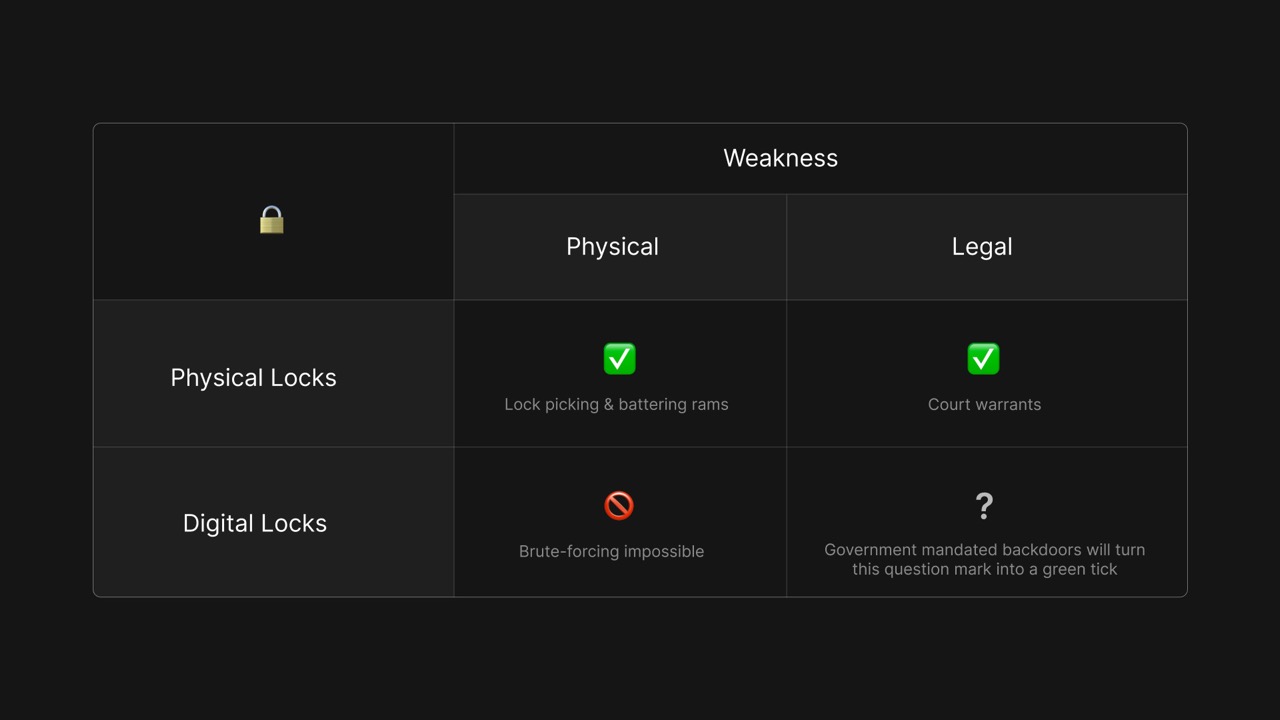 Weakness
Physical
Legal
Physical Locks
Lock picking & battering rams
Court warrants
Digital Locks
Brute-forcing impossible
?
Government mandated backdoors will turn
this question mark into a green tick